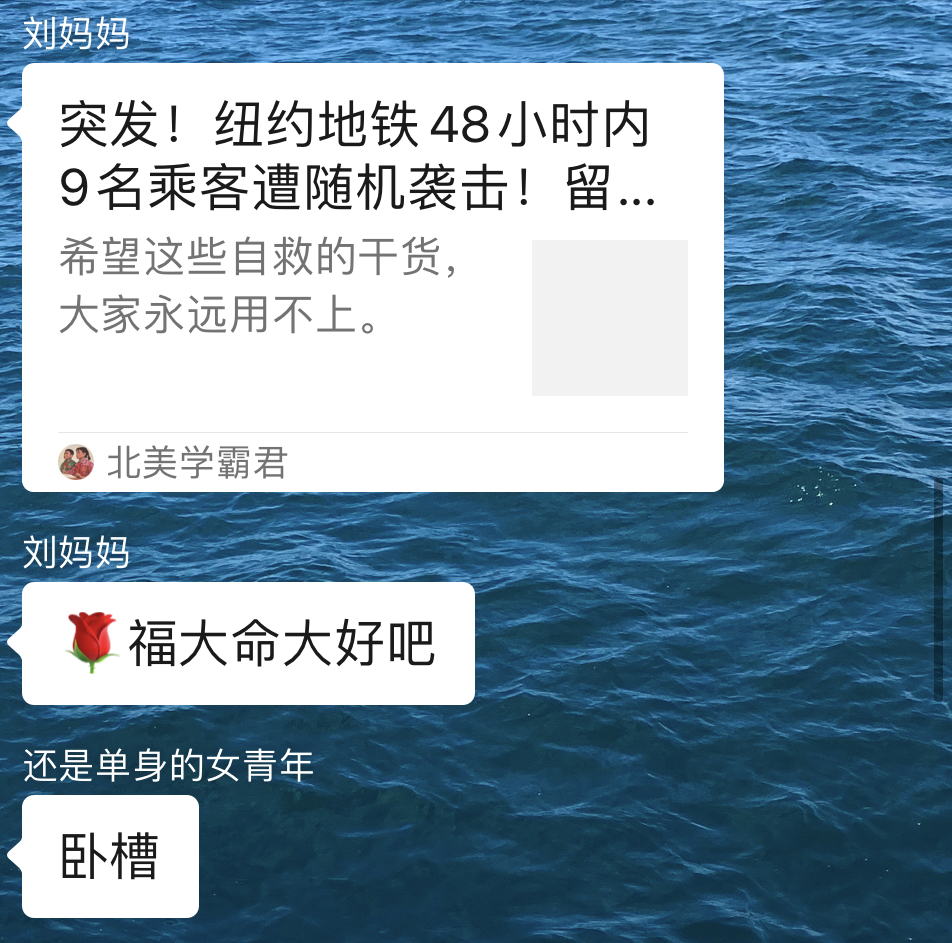 刘妈妈
突发！纽约地铁48小时内
9名乘客遭随机袭击！留...
希望这些自救的干货，
大家永远用不上。
北美学霸君
刘妈妈
🌹福大命大好吧
还是单身的女青年
卧槽